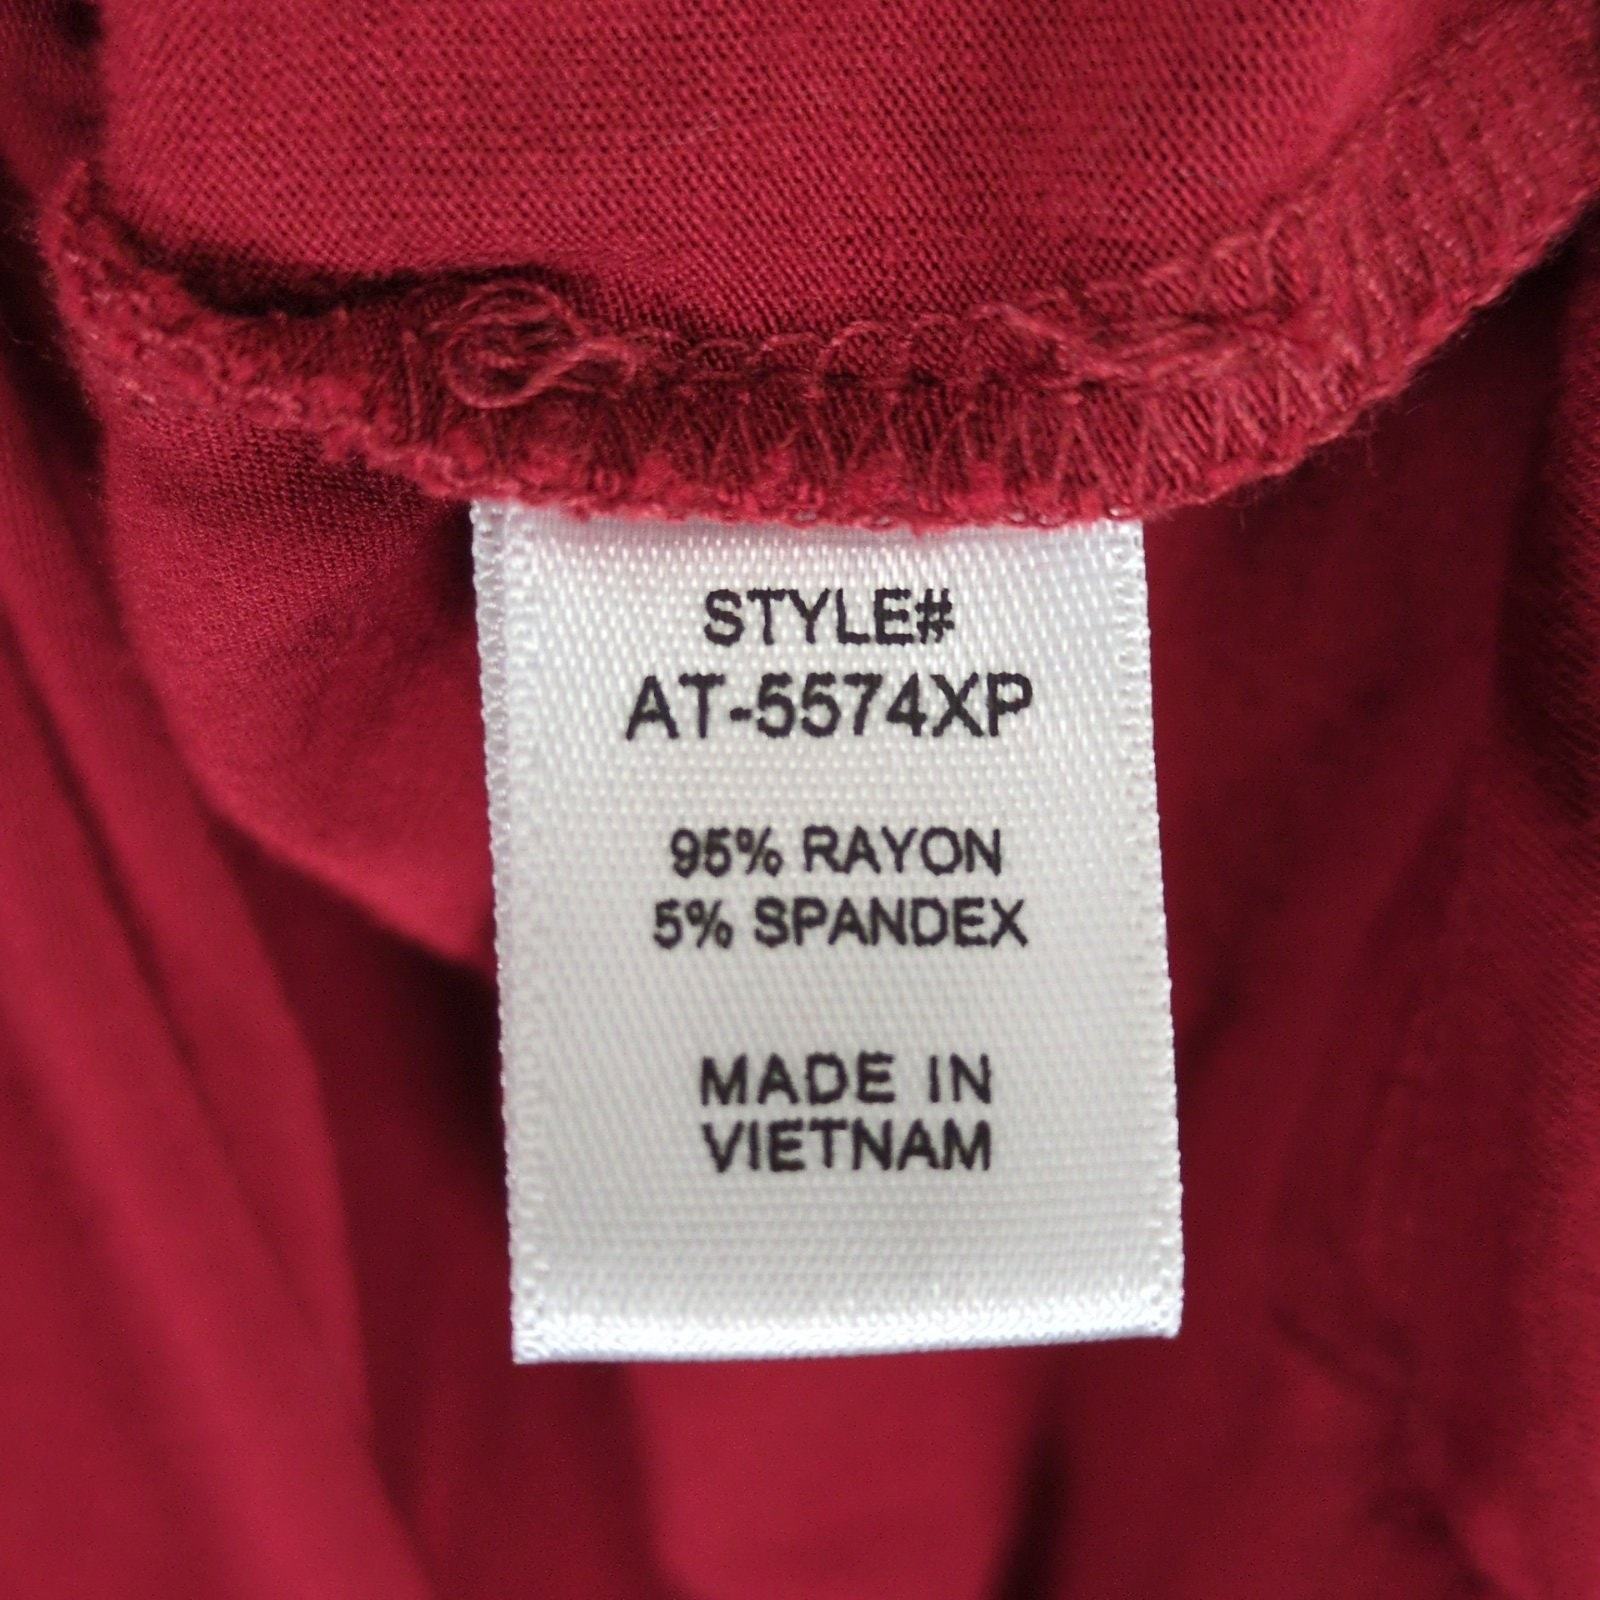 STYLE#
AT-5574XP
95% RAYON
5% SPANDEX
MADE IN
VIETNAM